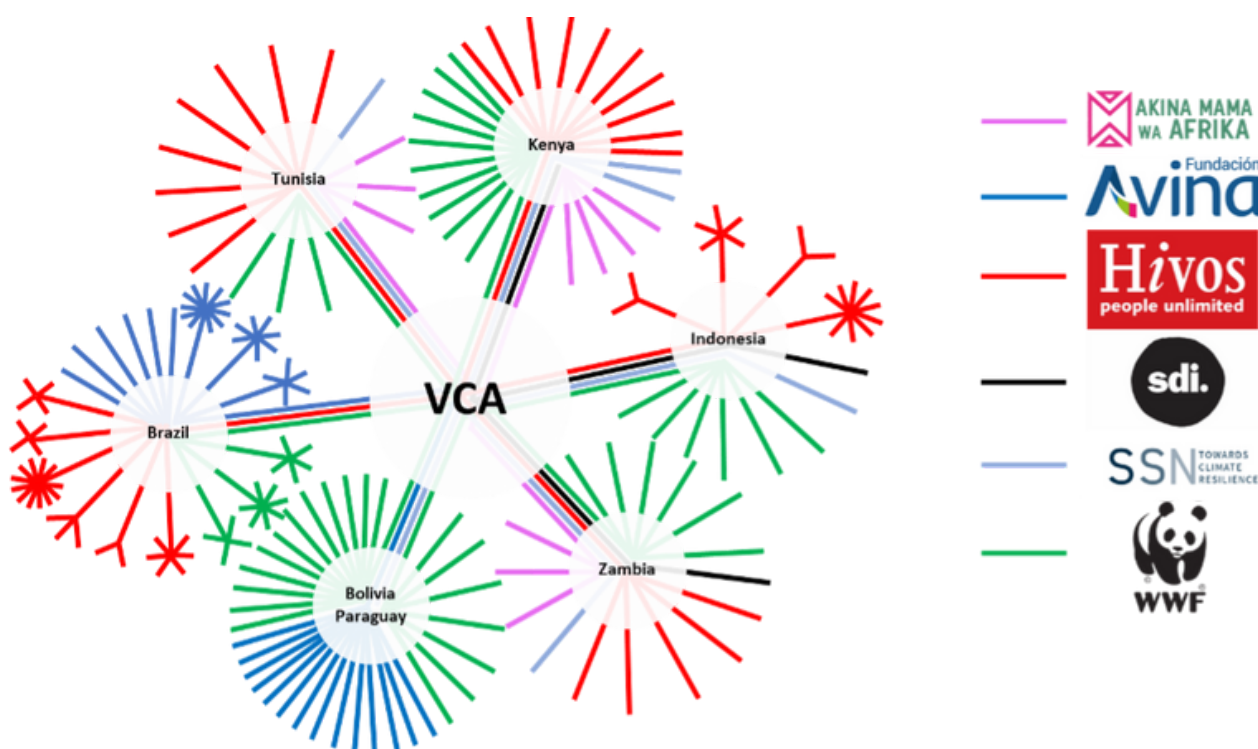 Kenya
Tunisia
Indonesia
VCA
Brazil
Zambia
Bolivia
Paraguay
AKINA MAMA
WA AFRIKA
Fundación
Avina
Hivos
people unlimited
sdi.
SSN TOWARDS
CLIMATE
RESILIENCE
WWF